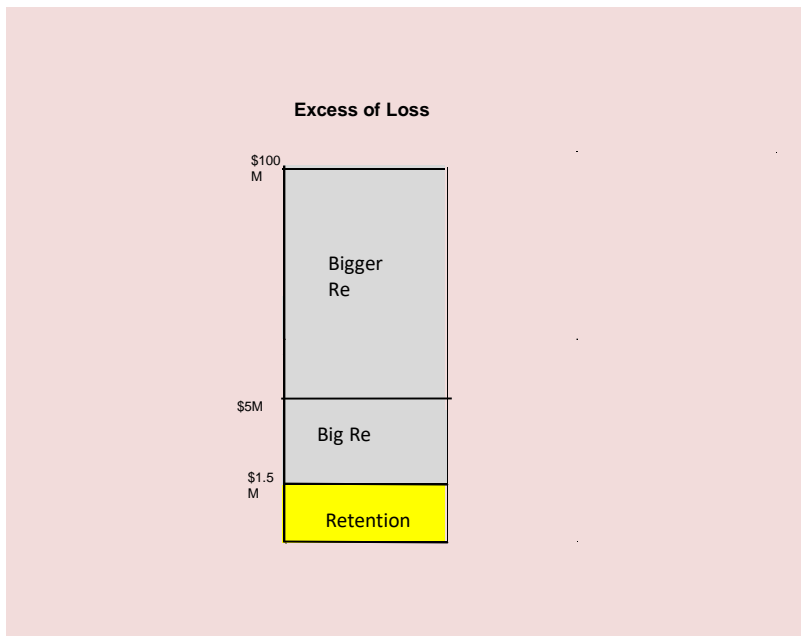 Excess of Loss
$100
M
Bigger
Re
$5M
Big Re
$1.5
M
Retention